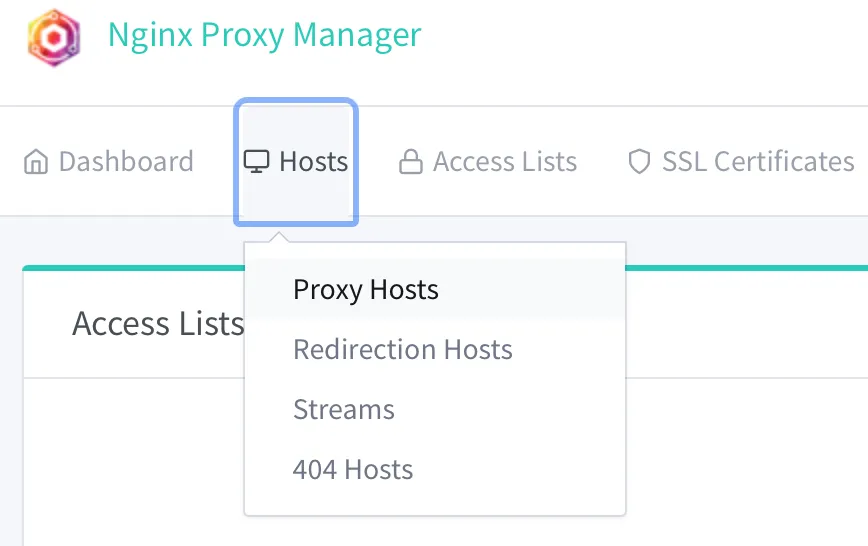 Nginx Proxy Manager
Dashboard Hosts Access Lists SSL Certificates
Access Lists
Proxy Hosts
Redirection Hosts
Streams
404 Hosts